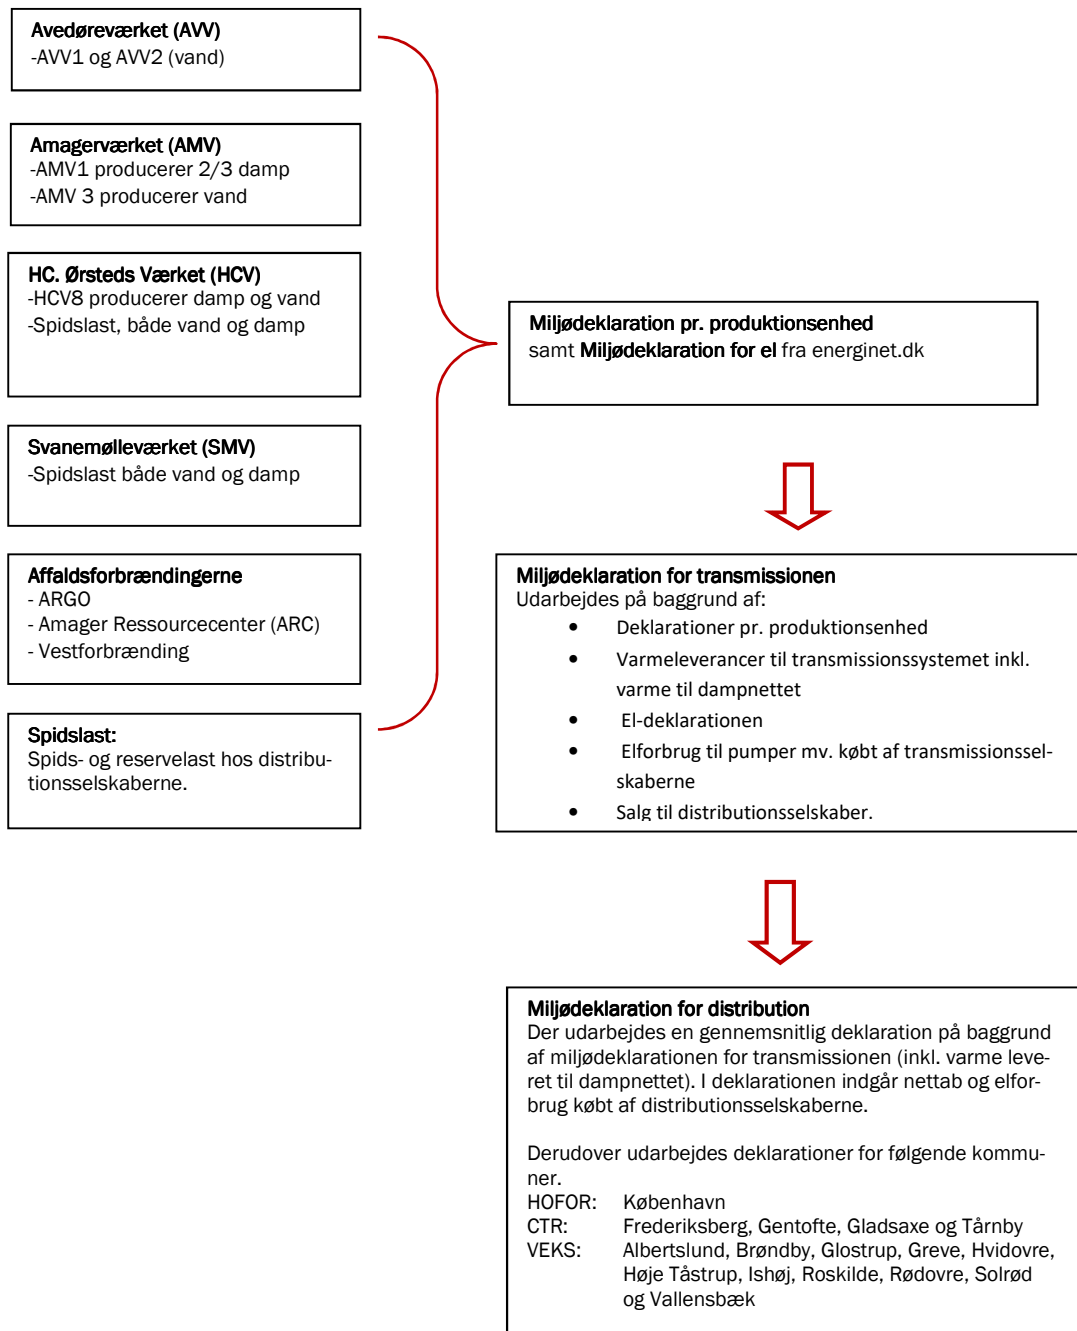 Avedøreværket (AVV)
-AVV1 og AVV2 (vand)
Amagerværket (AMV)
-AMV1 producerer 2/3 damp
-AMV 3 producerer vand
HC. Ørsteds Værket (HCV)
-HCV8 producerer damp og vand
-Spidslast, både vand og damp
Svanemølleværket (SMV)
-Spidslast både vand og damp
Affaldsforbrændingerne
- ARGO
- Amager Ressourcecenter (ARC)
- Vestforbrænding
Spidslast:
Spids- og reservelast hos distribu-
tionsselskaberne.
Miljødeklaration pr. produktionsenhed
samt Miljødeklaration for el fra energinet.dk
Miljødeklaration for transmissionen
Udarbejdes på baggrund af:
• Deklarationer pr. produktionsenhed
• Varmeleverancer til transmissionssystemet inkl.
varme til dampnettet
• El-deklarationen
• Elforbrug til pumper mv. købt af transmissionssel-
skaberne
• Salg til distributionsselskaber.
Miljødeklaration for distribution
Der udarbejdes en gennemsnitlig deklaration på baggrund
af miljødeklarationen for transmissionen (inkl. varme leve-
ret til dampnettet). I deklarationen indgår nettab og elfor-
brug købt af distributionsselskaberne.
Derudover udarbejdes deklarationer for følgende kommu-
ner.
HOFOR: København
CTR: Frederiksberg, Gentofte, Gladsaxe og Tårnby
VEKS: Albertslund, Brøndby, Glostrup, Greve, Hvidovre,
Høje Tåstrup, Ishøj, Roskilde, Rødovre, Solrød
og Vallensbæk